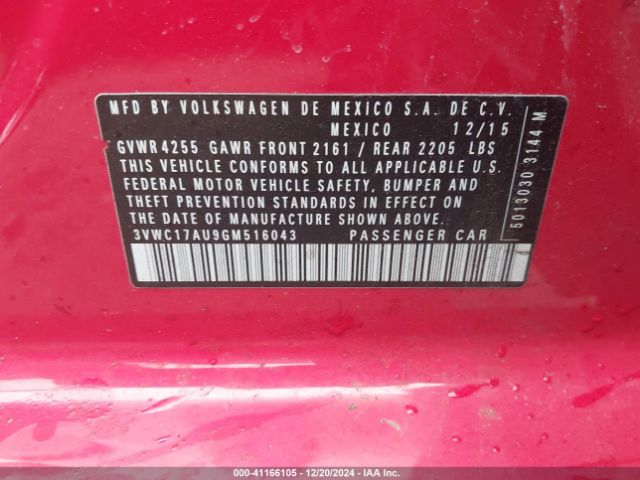 MFD BY VOLKSWAGEN DE MEXICO S.A. DE C.V.
MEXICO 12/15
GVWR 4255 GAWR FRONT 2161 / REAR 2205 LBS
THIS VEHICLE CONFORMS TO ALL APPLICABLE U.S.
FEDERAL MOTOR VEHICLE SAFETY, BUMPER AND
THEFT PREVENTION STANDARDS IN EFFECT ON
THE DATE OF MANUFACTURE SHOWN ABOVE.
3VWC17AU9GM516043 PASSENGER CAR
5013030 3144 M
000-41166105 | 12/20/2024 | IAA Inc.